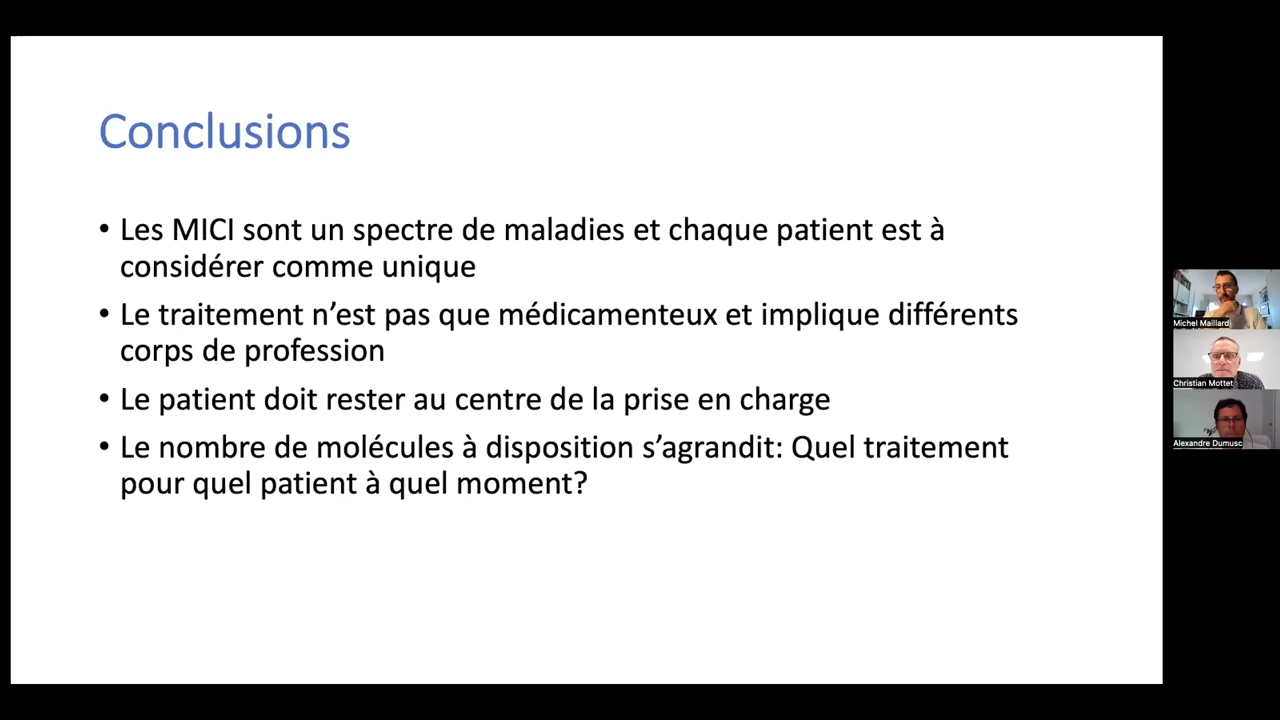 Conclusions
• Les MICI sont un spectre de maladies et chaque patient est à
considérer comme unique
• Le traitement n’est pas que médicamenteux et implique différents
corps de profession
• Le patient doit rester au centre de la prise en charge
• Le nombre de molécules à disposition s’agrandit: Quel traitement
pour quel patient à quel moment?
Michel Maillard
Christian Mottet
Alexandre Dumusc